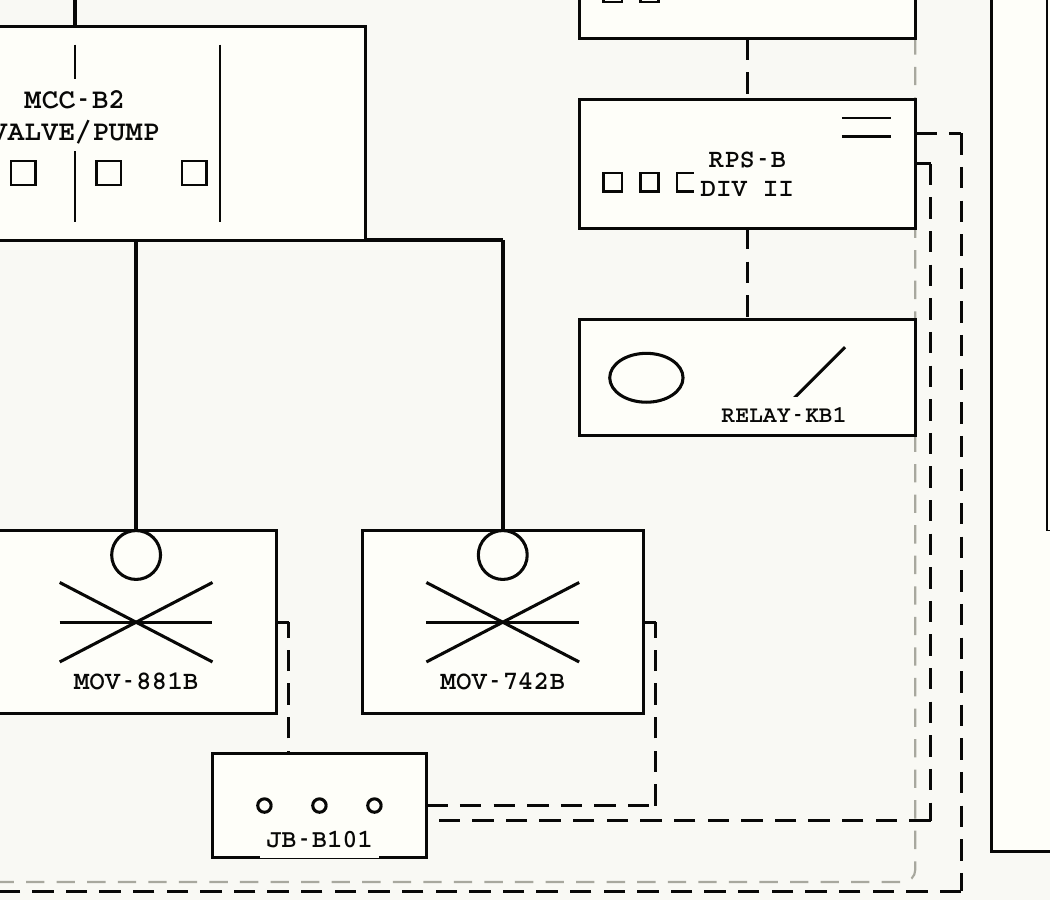 MCC-B2
VALVE/PUMP
RPS-B
DIV II
RELAY-KB1
MOV-881B
MOV-742B
JB-B101